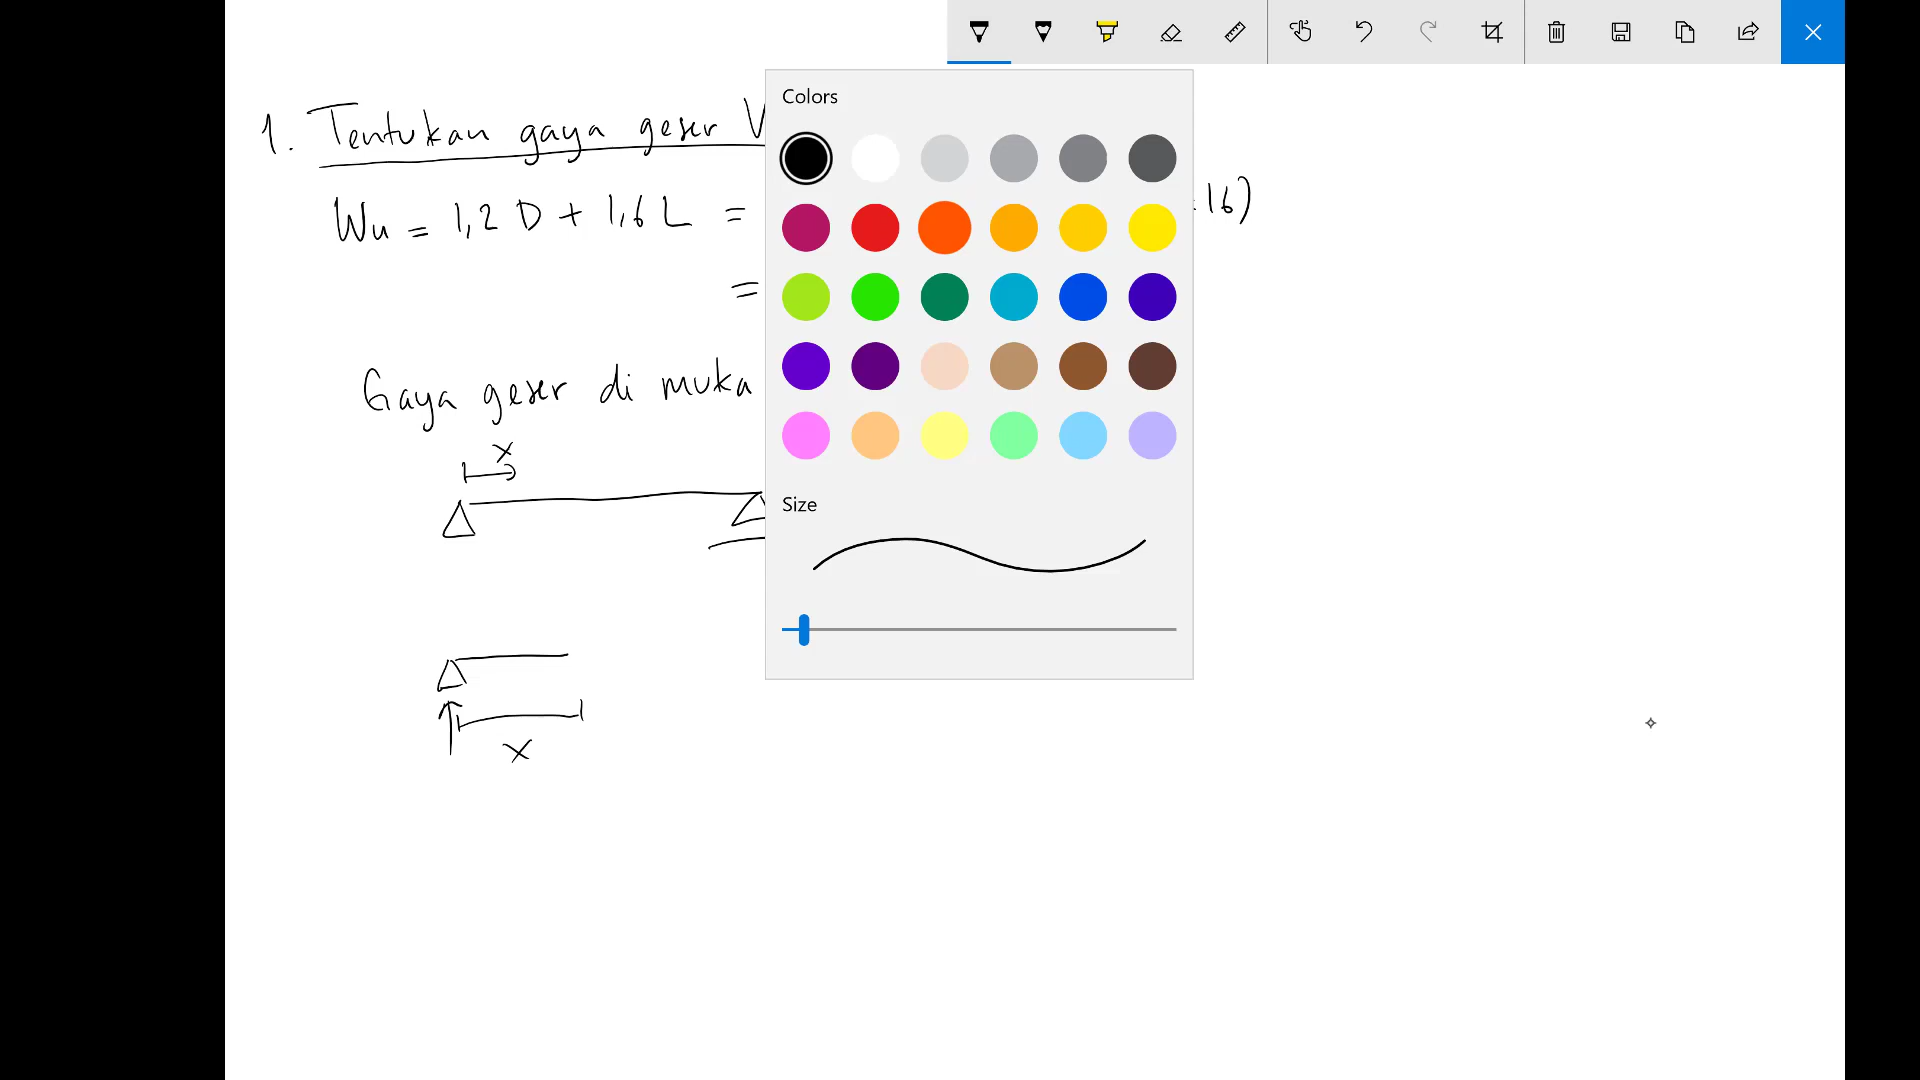 Colors
1. Tentukan gaya geser V
Wu = 1,2 D + 1,6 L =
16)
=
Gaya geser di muka
x
Size
x